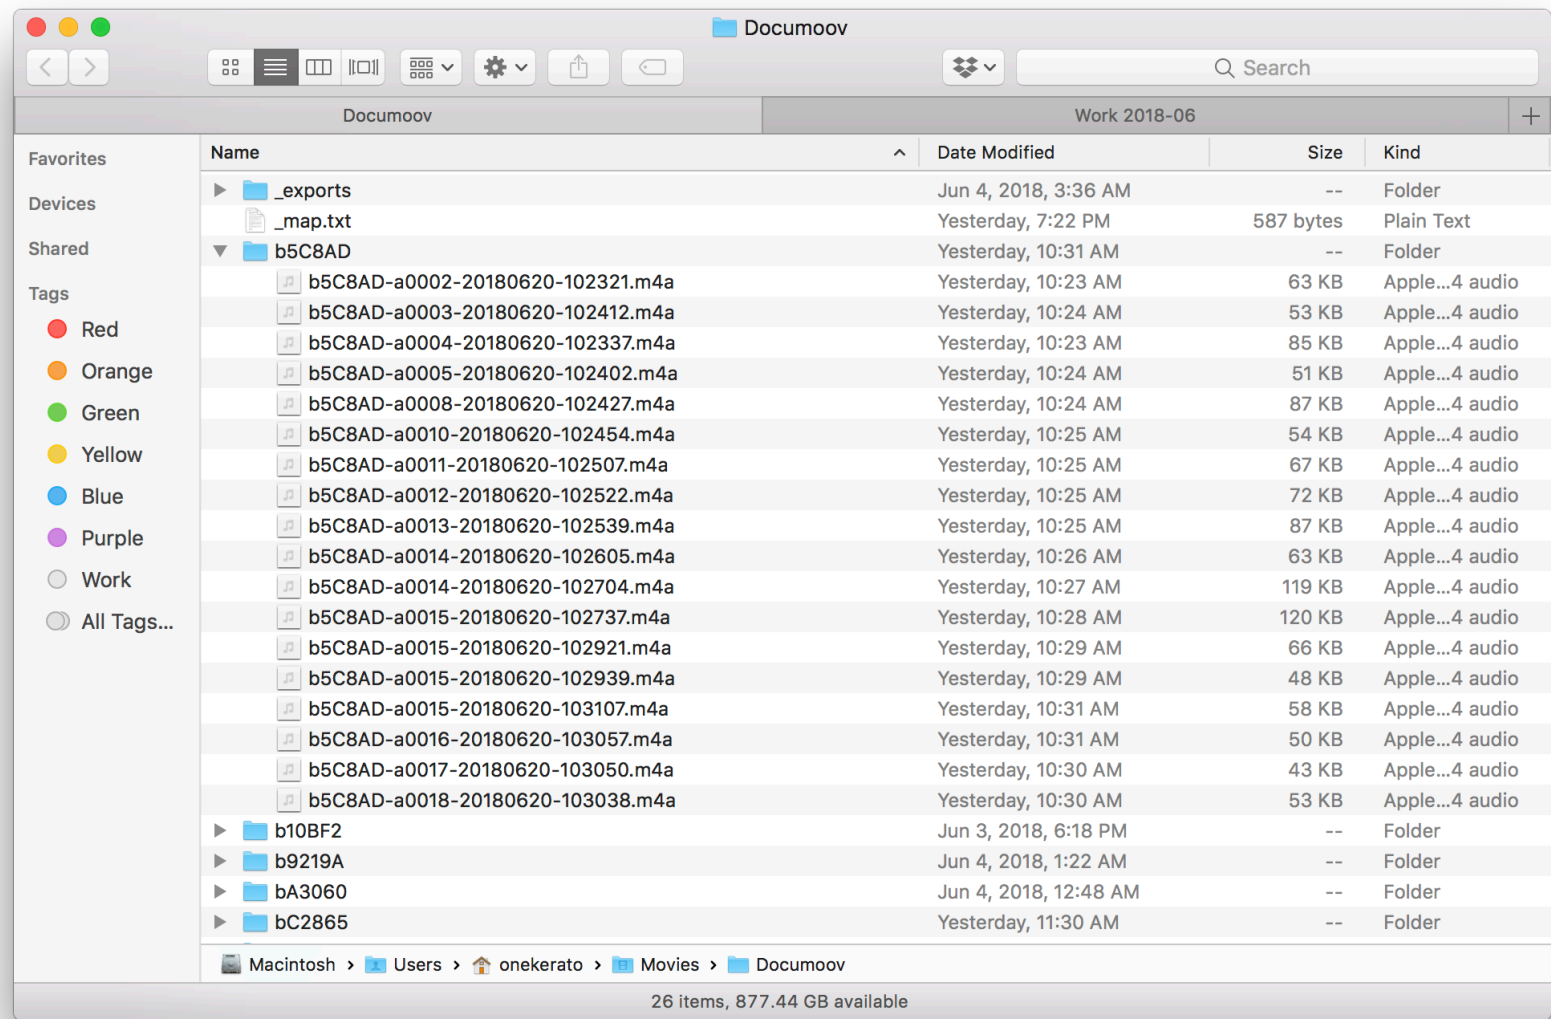 Documoov
Search
Documoov Work 2018-06
Favorites
Devices
Shared
Tags
Red
Orange
Green
Yellow
Blue
Purple
Work
All Tags...
Name Date Modified Size Kind
_exports Jun 4, 2018, 3:36 AM -- Folder
_map.txt Yesterday, 7:22 PM 587 bytes Plain Text
b5C8AD Yesterday, 10:31 AM -- Folder
b5C8AD-a0002-20180620-102321.m4a Yesterday, 10:23 AM 63 KB Apple...4 audio
b5C8AD-a0003-20180620-102412.m4a Yesterday, 10:24 AM 53 KB Apple...4 audio
b5C8AD-a0004-20180620-102337.m4a Yesterday, 10:23 AM 85 KB Apple...4 audio
b5C8AD-a0005-20180620-102402.m4a Yesterday, 10:24 AM 51 KB Apple...4 audio
b5C8AD-a0008-20180620-102427.m4a Yesterday, 10:24 AM 87 KB Apple...4 audio
b5C8AD-a0010-20180620-102454.m4a Yesterday, 10:25 AM 54 KB Apple...4 audio
b5C8AD-a0011-20180620-102507.m4a Yesterday, 10:25 AM 67 KB Apple...4 audio
b5C8AD-a0012-20180620-102522.m4a Yesterday, 10:25 AM 72 KB Apple...4 audio
b5C8AD-a0013-20180620-102539.m4a Yesterday, 10:25 AM 87 KB Apple...4 audio
b5C8AD-a0014-20180620-102605.m4a Yesterday, 10:26 AM 63 KB Apple...4 audio
b5C8AD-a0014-20180620-102704.m4a Yesterday, 10:27 AM 119 KB Apple...4 audio
b5C8AD-a0015-20180620-102737.m4a Yesterday, 10:28 AM 120 KB Apple...4 audio
b5C8AD-a0015-20180620-102921.m4a Yesterday, 10:29 AM 66 KB Apple...4 audio
b5C8AD-a0015-20180620-102939.m4a Yesterday, 10:29 AM 48 KB Apple...4 audio
b5C8AD-a0015-20180620-103107.m4a Yesterday, 10:31 AM 58 KB Apple...4 audio
b5C8AD-a0016-20180620-103057.m4a Yesterday, 10:31 AM 50 KB Apple...4 audio
b5C8AD-a0017-20180620-103050.m4a Yesterday, 10:30 AM 43 KB Apple...4 audio
b5C8AD-a0018-20180620-103038.m4a Yesterday, 10:30 AM 53 KB Apple...4 audio
b10BF2 Jun 3, 2018, 6:18 PM -- Folder
b9219A Jun 4, 2018, 1:22 AM -- Folder
bA3060 Jun 4, 2018, 12:48 AM -- Folder
bC2865 Yesterday, 11:30 AM -- Folder
Macintosh › Users › onekerato › Movies › Documoov
26 items, 877.44 GB available